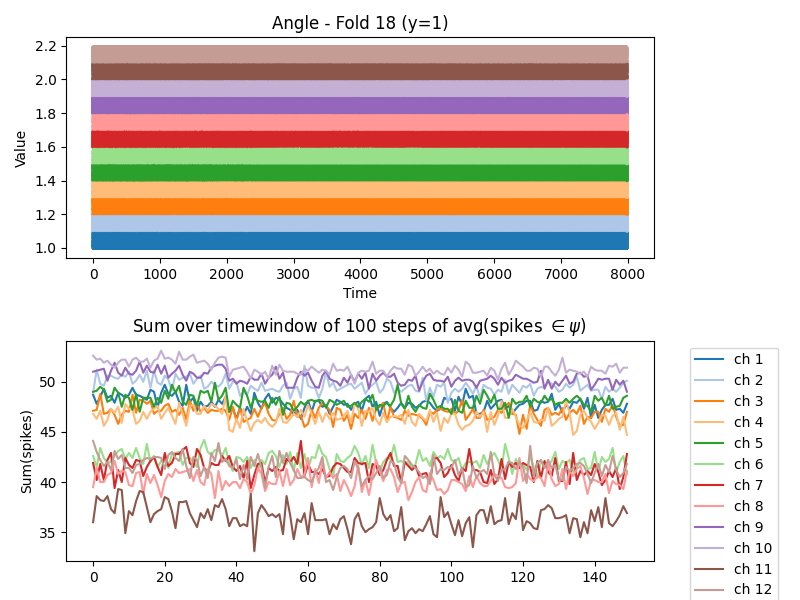 Angle - Fold 18 (y=1)
2.2
2.0
1.8
1.6
1.4
1.2
1.0
Value
0 1000 2000 3000 4000 5000 6000 7000 8000
Time
Sum over timewindow of 100 steps of avg(spikes ∈ ψ)
50
45
40
35
Sum(spikes)
0 20 40 60 80 100 120 140
ch 1
ch 2
ch 3
ch 4
ch 5
ch 6
ch 7
ch 8
ch 9
ch 10
ch 11
ch 12